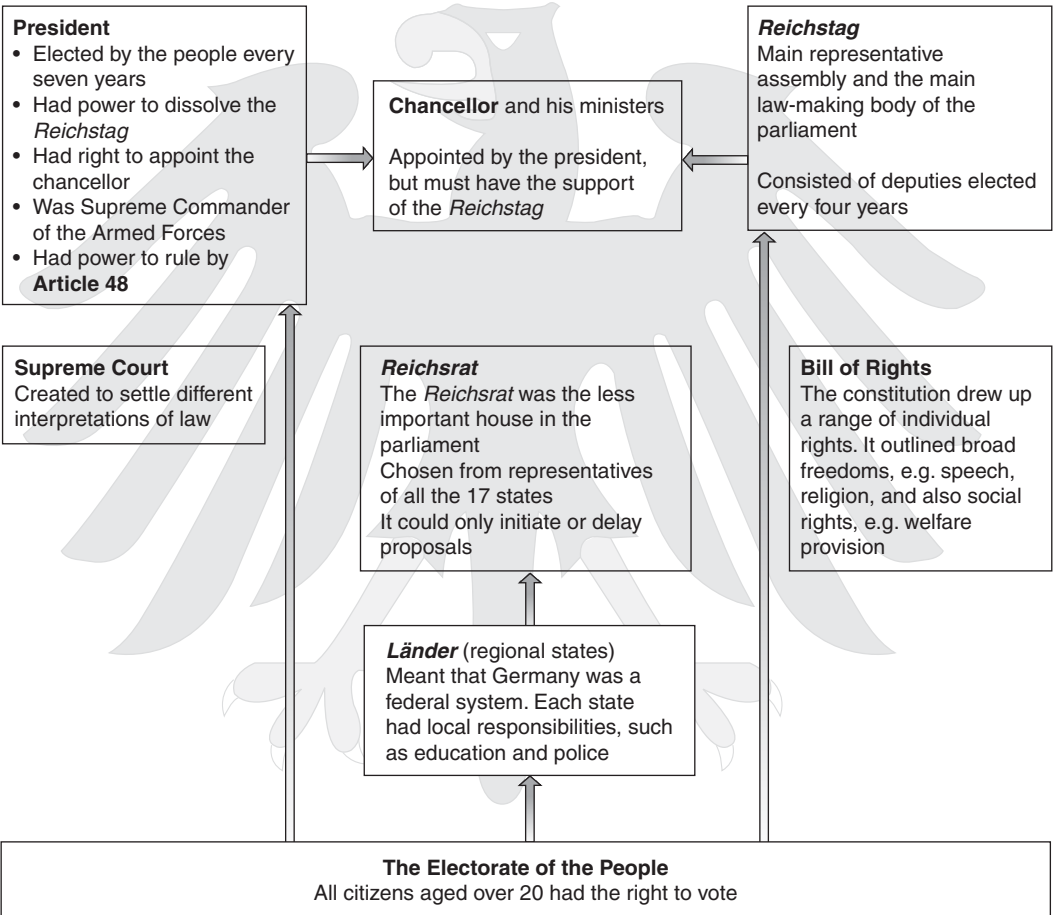 President
• Elected by the people every
seven years
• Had power to dissolve the
Reichstag
• Had right to appoint the
chancellor
• Was Supreme Commander
of the Armed Forces
• Had power to rule by
Article 48
Chancellor and his ministers
Appointed by the president,
but must have the support
of the Reichstag
Reichstag
Main representative
assembly and the main
law-making body of the
parliament
Consisted of deputies elected
every four years
Supreme Court
Created to settle different
interpretations of law
Reichsrat
The Reichsrat was the less
important house in the
parliament
Chosen from representatives
of all the 17 states
It could only initiate or delay
proposals
Bill of Rights
The constitution drew up
a range of individual
rights. It outlined broad
freedoms, e.g. speech,
religion, and also social
rights, e.g. welfare
provision
Länder (regional states)
Meant that Germany was a
federal system. Each state
had local responsibilities, such
as education and police
The Electorate of the People
All citizens aged over 20 had the right to vote